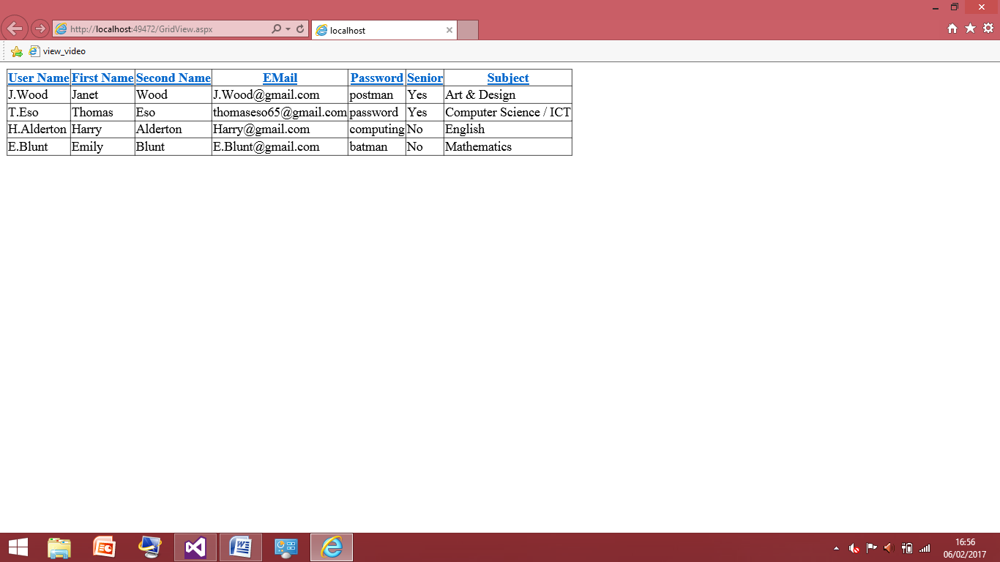 http://localhost:49472/GridView.aspx
localhost
view_video
User Name First Name Second Name EMail Password Senior Subject
J.Wood Janet Wood J.Wood@gmail.com postman Yes Art & Design
T.Eso Thomas Eso thomaseso65@gmail.com password Yes Computer Science / ICT
H.Alderton Harry Alderton Harry@gmail.com computing No English
E.Blunt Emily Blunt E.Blunt@gmail.com batman No Mathematics
16:56
06/02/2017